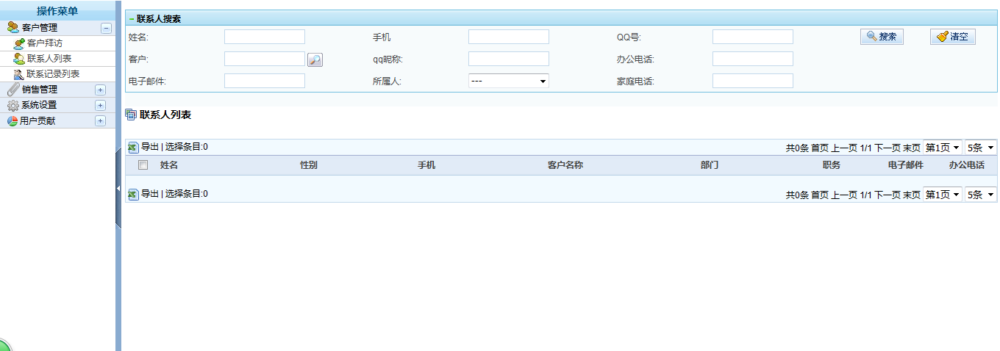 操作菜单
客户管理
客户拜访
联系人列表
联系记录列表
销售管理
系统设置
用户贡献
联系人搜索
姓名: 手机 QQ号: 搜索 清空
客户: qq昵称: 办公电话:
电子邮件: 所属人: --- 家庭电话:
联系人列表
导出 | 选择条目:0 共0条 首页 上一页 1/1 下一页 末页 第1页 5条
姓名 性别 手机 客户名称 部门 职务 电子邮件 办公电话
导出 | 选择条目:0 共0条 首页 上一页 1/1 下一页 末页 第1页 5条